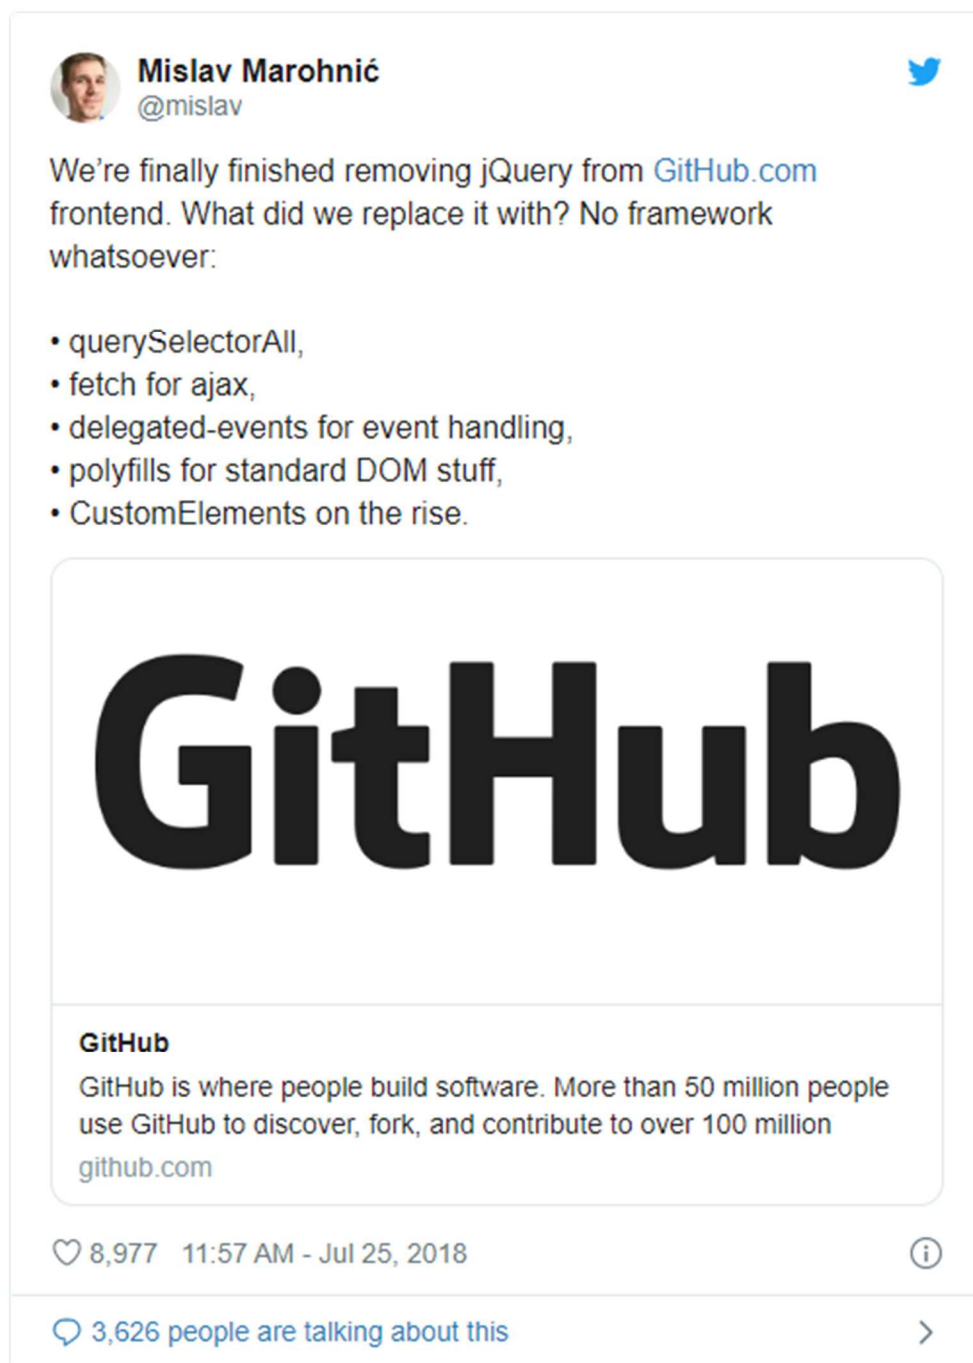 Mislav Marohnić
@mislav
We’re finally finished removing jQuery from GitHub.com
frontend. What did we replace it with? No framework
whatsoever:
• querySelectorAll,
• fetch for ajax,
• delegated-events for event handling,
• polyfills for standard DOM stuff,
• CustomElements on the rise.
GitHub
GitHub
GitHub is where people build software. More than 50 million people
use GitHub to discover, fork, and contribute to over 100 million
github.com
8,977 11:57 AM - Jul 25, 2018
3,626 people are talking about this